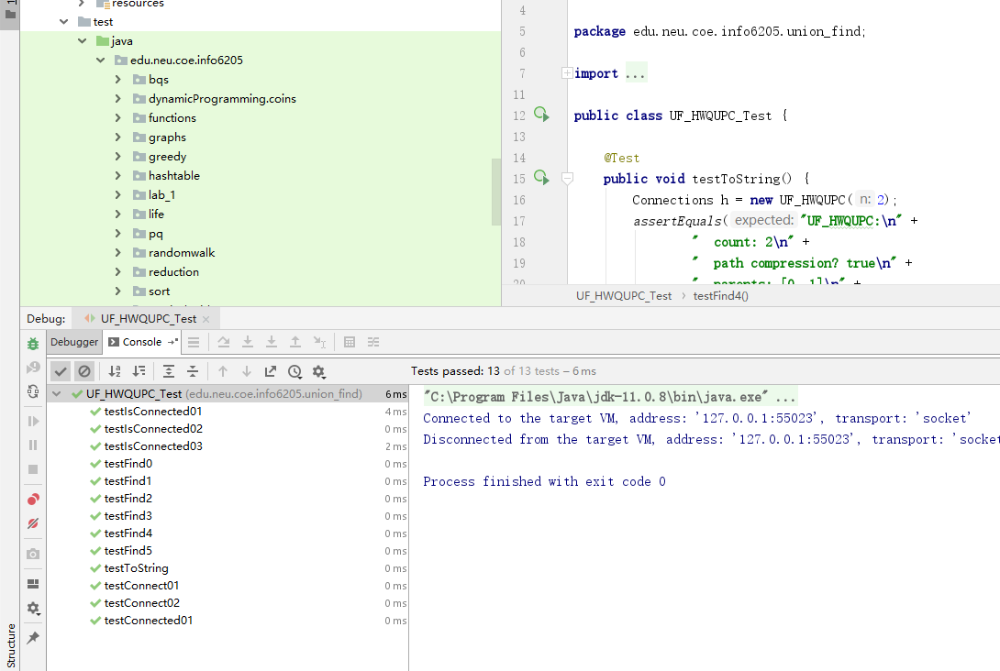 resources
test
java
edu.neu.coe.info6205
bqs
dynamicProgramming.coins
functions
graphs
greedy
hashtable
lab_1
life
pq
randomwalk
reduction
sort
4
5 package edu.neu.coe.info6205.union_find;
6
7 import ...
11
12 public class UF_HWQUPC_Test {
13
14 @Test
15 public void testToString() {
16 Connections h = new UF_HWQUPC( n: 2);
17 assertEquals( expected: "UF_HWQUPC:\n" +
18 "  count: 2\n" +
19 "  path compression? true\n" +
20 "  parents: [0, 1]\n" +
UF_HWQUPC_Test > testFind4()
Debug: UF_HWQUPC_Test ×
Debugger Console
Tests passed: 13 of 13 tests – 6 ms
UF_HWQUPC_Test (edu.neu.coe.info6205.union_find) 6 ms
testIsConnected01 4 ms
testIsConnected02 0 ms
testIsConnected03 2 ms
testFind0 0 ms
testFind1 0 ms
testFind2 0 ms
testFind3 0 ms
testFind4 0 ms
testFind5 0 ms
testToString 0 ms
testConnect01 0 ms
testConnect02 0 ms
testConnected01 0 ms
"C:\Program Files\Java\jdk-11.0.8\bin\java.exe" ...
Connected to the target VM, address: '127.0.0.1:55023', transport: 'socket'
Disconnected from the target VM, address: '127.0.0.1:55023', transport: 'socket
Process finished with exit code 0
Structure